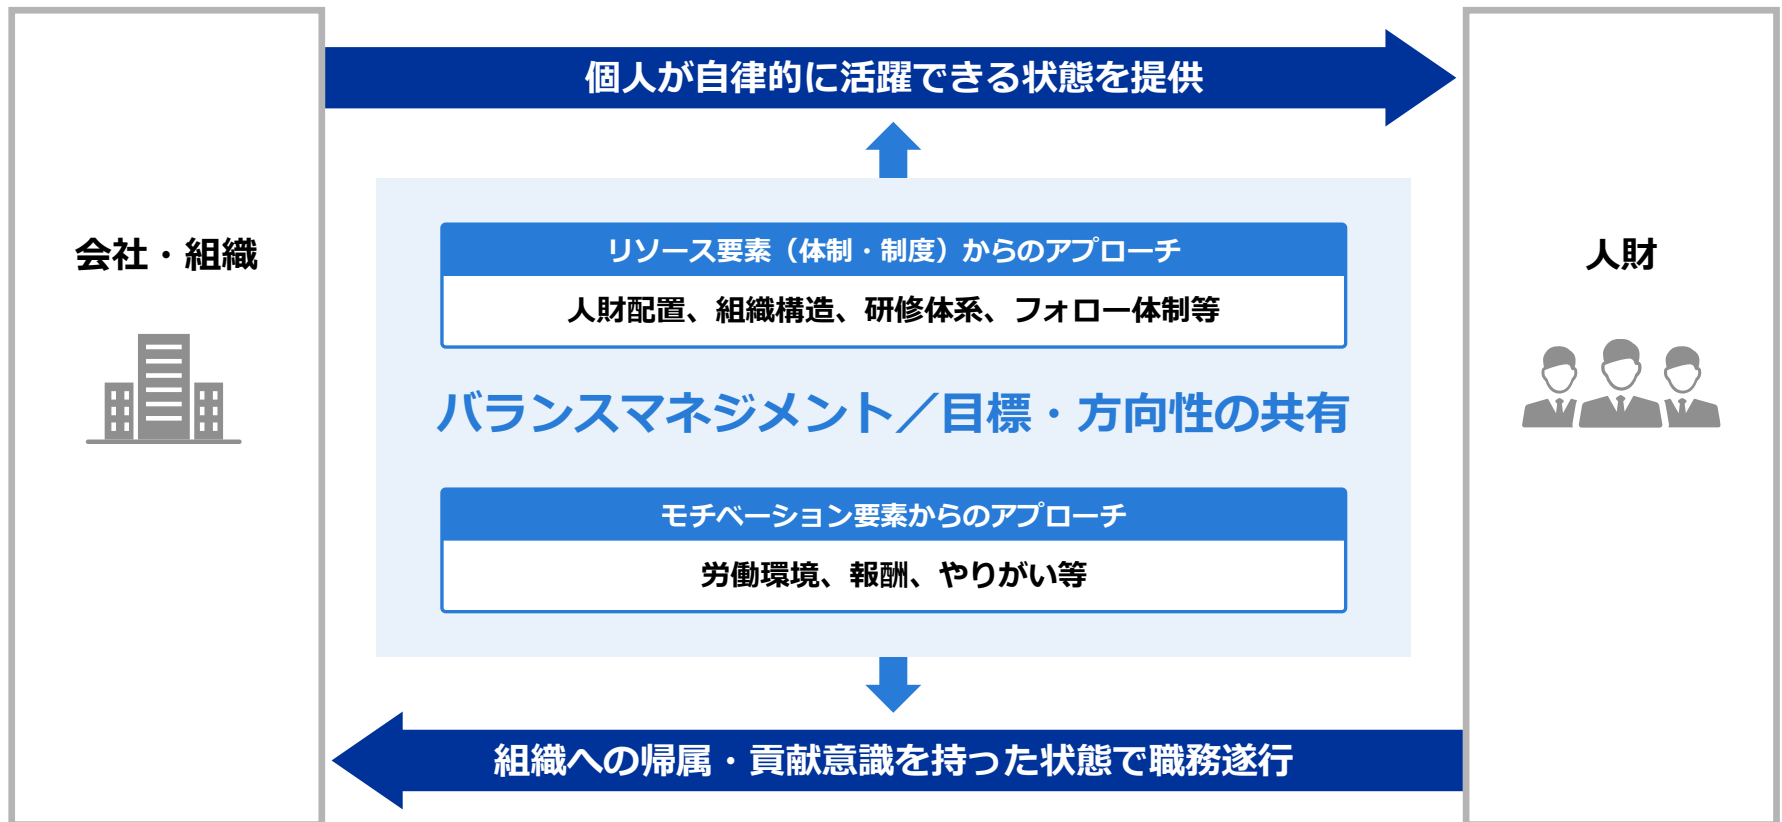 個人が自律的に活躍できる状態を提供
会社・組織
人財
リソース要素（体制・制度）からのアプローチ
人財配置、組織構造、研修体系、フォロー体制等
バランスマネジメント／目標・方向性の共有
モチベーション要素からのアプローチ
労働環境、報酬、やりがい等
組織への帰属・貢献意識を持った状態で職務遂行